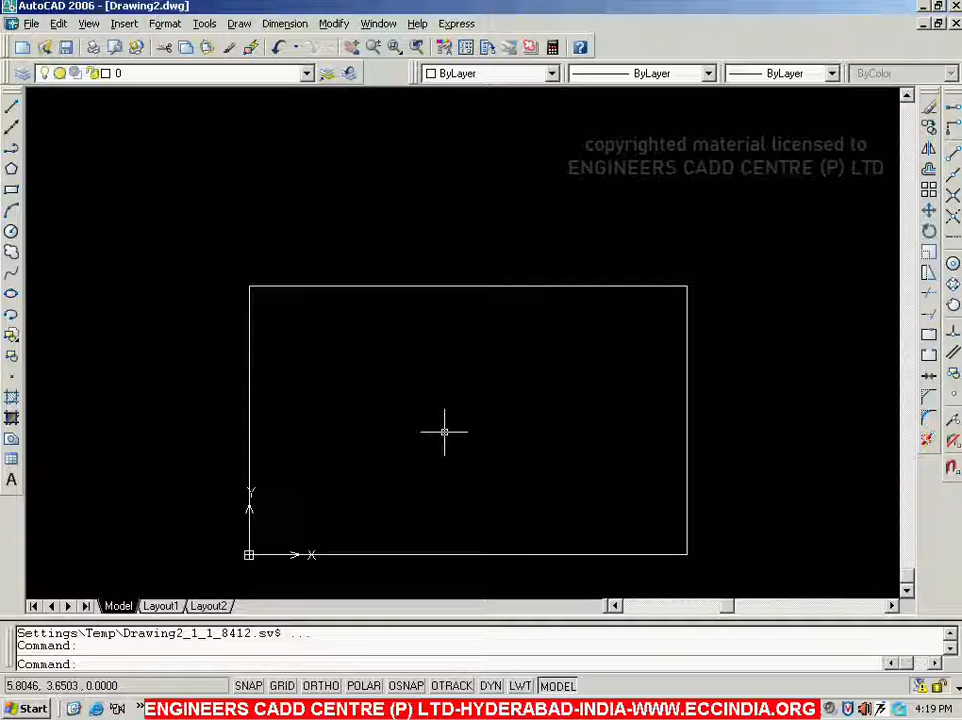 AutoCAD 2006 - [Drawing2.dwg]
File Edit View Insert Format Tools Draw Dimension Modify Window Help Express
0 ByLayer ByLayer ByLayer ByColor
copyrighted material licensed to
ENGINEERS CADD CENTRE (P) LTD
A
Y
X
Model Layout1 Layout2
Settings\Temp\Drawing2_1_1_8412.sv$ ...
Command:
Command:
5.8046, 3.6503, 0.0000 SNAP GRID ORTHO POLAR OSNAP OTRACK DYN LWT MODEL
Start ENGINEERS CADD CENTRE (P) LTD-HYDERABAD-INDIA-WWW.ECCINDIA.ORG 4:19 PM